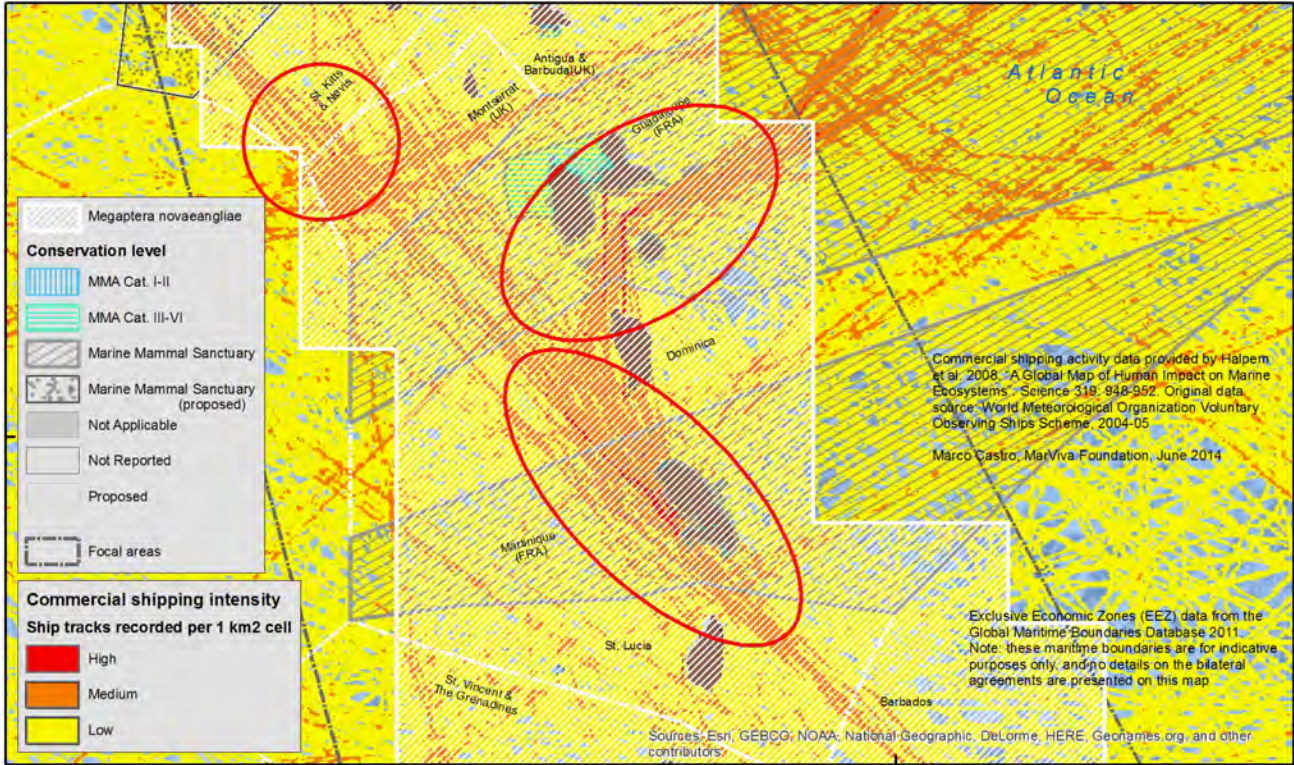 St. Kitts
& Nevis
Montserrat
(UK)
Antigua &
Barbuda(UK)
Guadeloupe
(FRA)
Atlantic
Ocean
Dominica
Martinique
(FRA)
St. Lucia
St. Vincent &
The Grenadines
Barbados
Megaptera novaeangliae
Conservation level
MMA Cat. I-II
MMA Cat. III-VI
Marine Mammal Sanctuary
Marine Mammal Sanctuary
(proposed)
Not Applicable
Not Reported
Proposed
Focal areas
Commercial shipping intensity
Ship tracks recorded per 1 km2 cell
High
Medium
Low
Commercial shipping activity data provided by Halpern
et al. 2008, "A Global Map of Human Impact on Marine
Ecosystems". Science 319: 948-952. Original data
source: World Meteorological Organization Voluntary
Observing Ships Scheme, 2004-05
Marco Castro, MarViva Foundation, June 2014
Exclusive Economic Zones (EEZ) data from the
Global Maritime Boundaries Database 2011.
Note: these maritime boundaries are for indicative
purposes only, and no details on the bilateral
agreements are presented on this map
Sources: Esri, GEBCO, NOAA, National Geographic, DeLorme, HERE, Geonames.org, and other
contributors